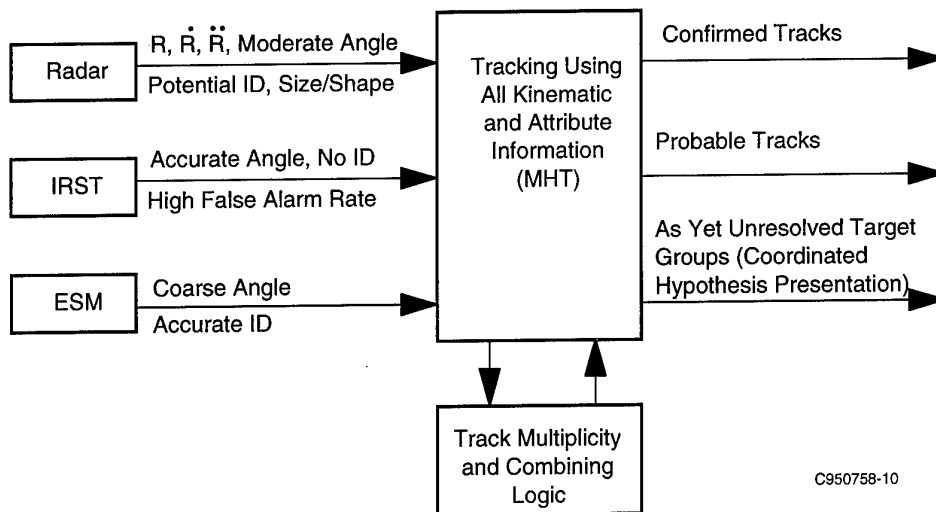 Radar
R, Ṙ, R̈, Moderate Angle
Potential ID, Size/Shape
IRST
Accurate Angle, No ID
High False Alarm Rate
ESM
Coarse Angle
Accurate ID
Tracking Using
All Kinematic
and Attribute
Information
(MHT)
Confirmed Tracks
Probable Tracks
As Yet Unresolved Target
Groups (Coordinated
Hypothesis Presentation)
Track Multiplicity
and Combining
Logic
C950758-10